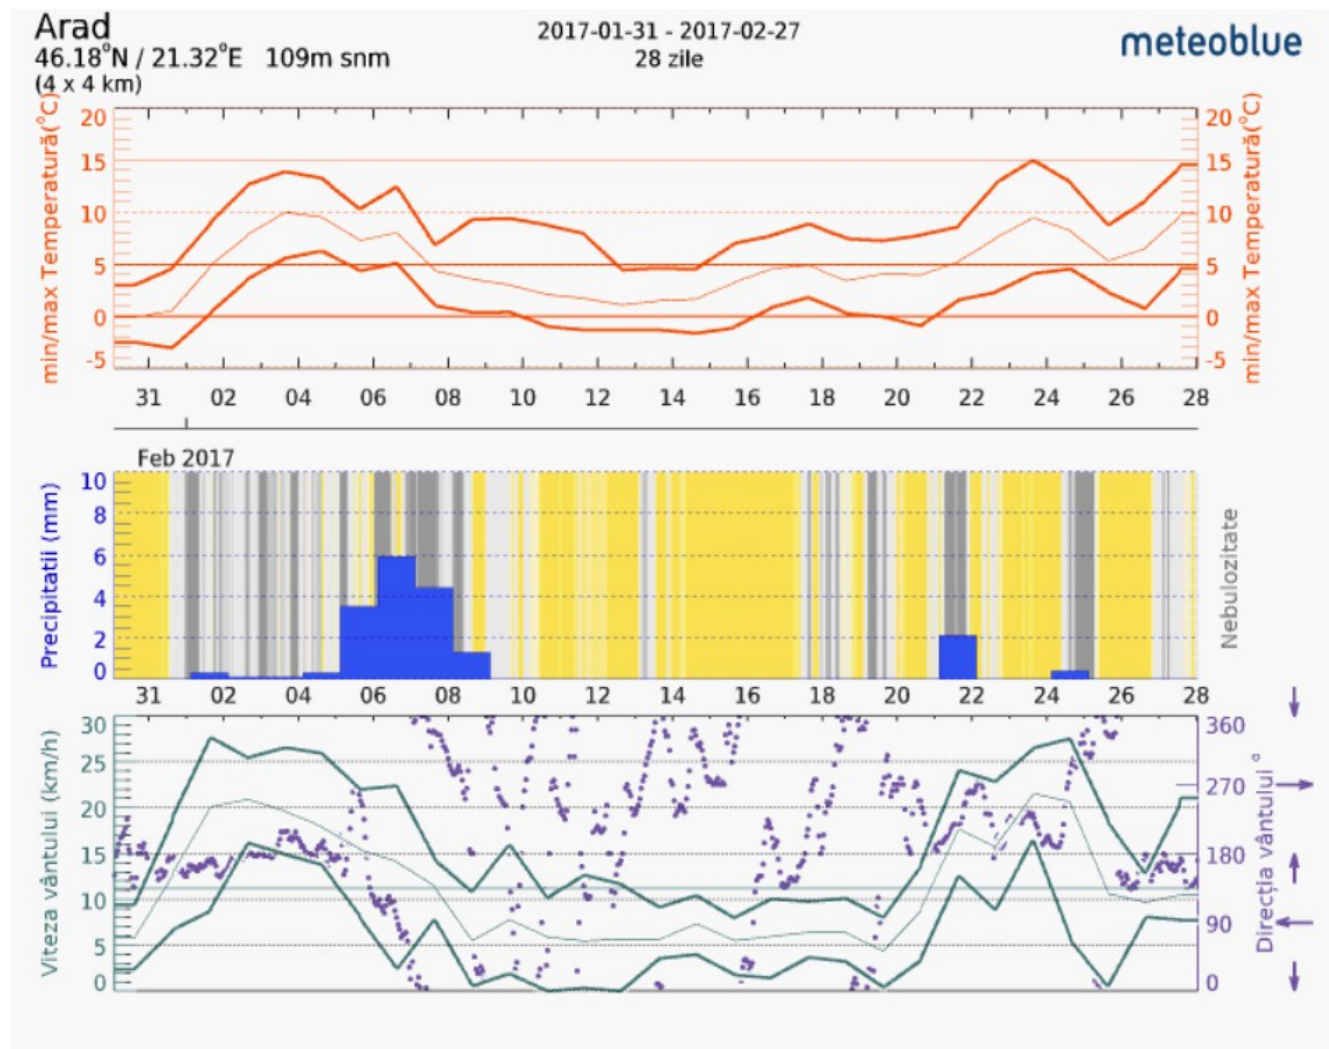 Arad
46.18°N / 21.32°E 109m snm
(4 x 4 km)
2017-01-31 - 2017-02-27
28 zile
meteoblue
min/max Temperatură(°C)
20
15
10
5
0
-5
20
15
10
5
0
-5
min/max Temperatură(°C)
31 02 04 06 08 10 12 14 16 18 20 22 24 26 28
Feb 2017
Precipitatii (mm)
10
8
6
4
2
0
Nebulozitate
31 02 04 06 08 10 12 14 16 18 20 22 24 26 28
Viteza vântului (km/h)
30
25
20
15
10
5
0
360
270
180
90
0
Direcția vântului °